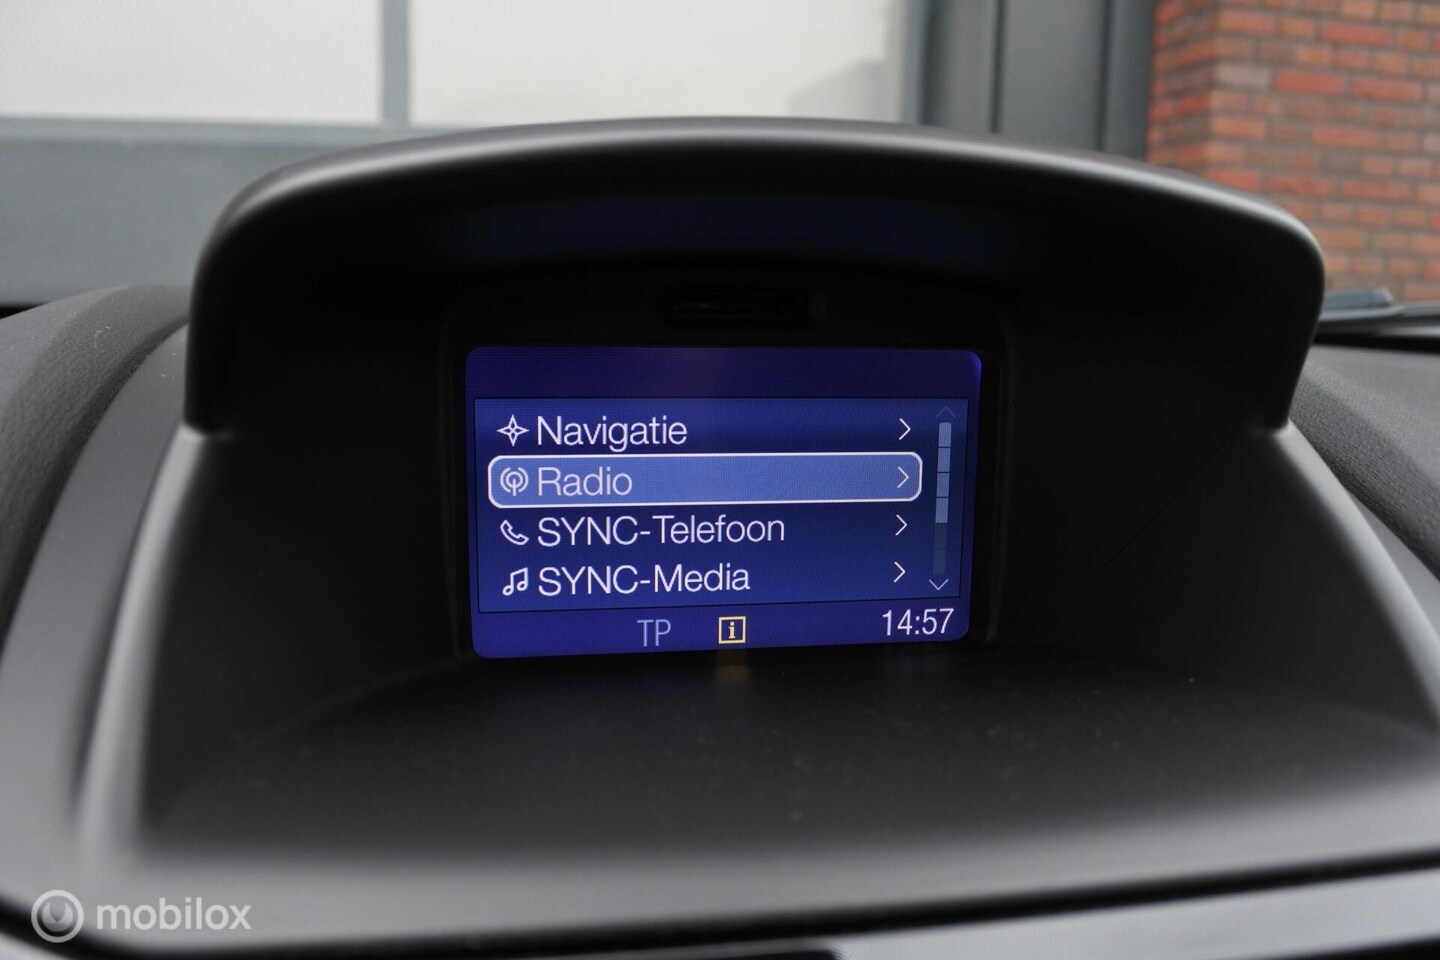 Navigatie
Radio
SYNC-Telefoon
SYNC-Media
TP i 14:57
mobilox